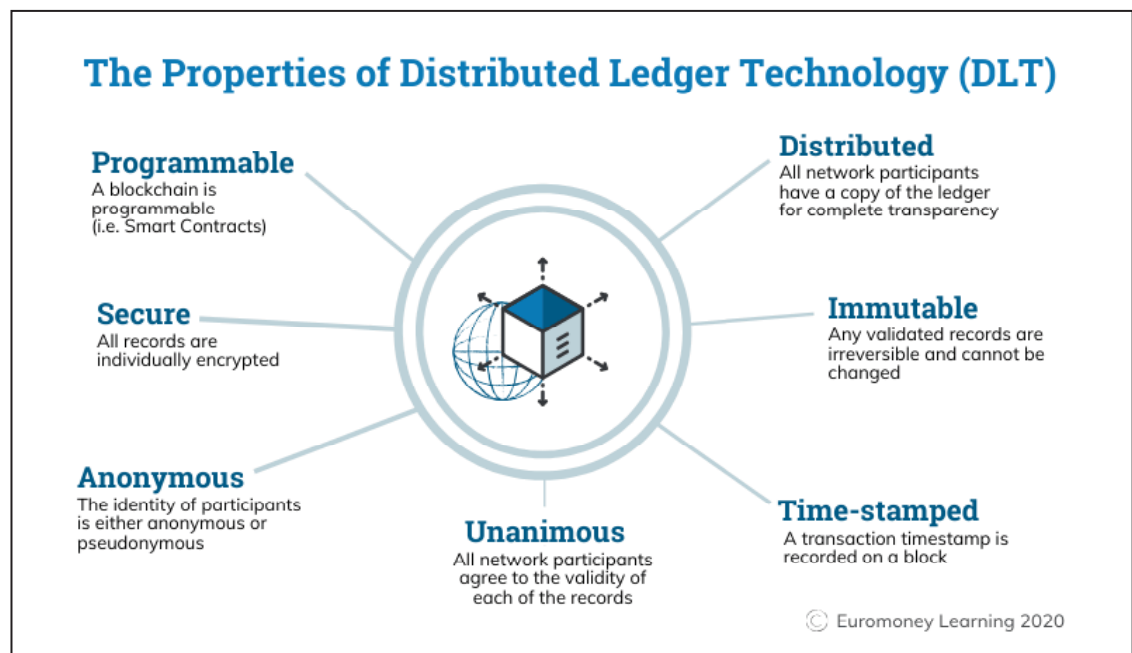 The Properties of Distributed Ledger Technology (DLT)
Programmable
A blockchain is
programmable
(i.e. Smart Contracts)
Distributed
All network participants
have a copy of the ledger
for complete transparency
Secure
All records are
individually encrypted
Immutable
Any validated records are
irreversible and cannot be
changed
Anonymous
The identity of participants
is either anonymous or
pseudonymous
Unanimous
All network participants
agree to the validity of
each of the records
Time-stamped
A transaction timestamp is
recorded on a block
© Euromoney Learning 2020